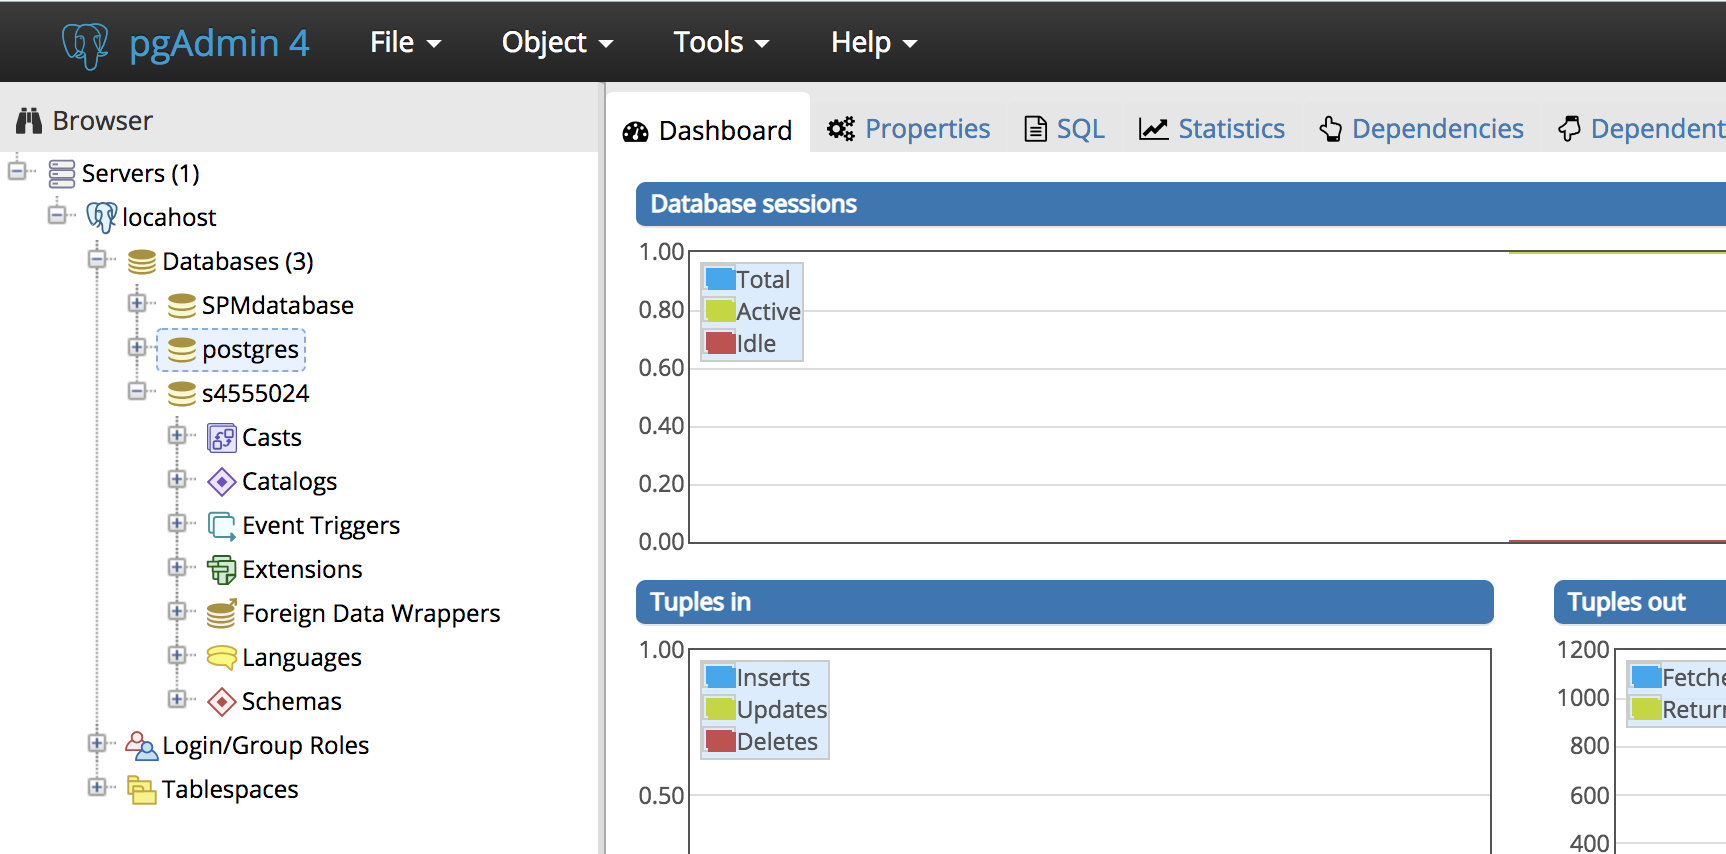 pgAdmin 4 File Object Tools Help
Browser
Servers (1)
locahost
Databases (3)
SPMdatabase
postgres
s4555024
Casts
Catalogs
Event Triggers
Extensions
Foreign Data Wrappers
Languages
Schemas
Login/Group Roles
Tablespaces
Dashboard Properties SQL Statistics Dependencies Dependent
Database sessions
1.00
0.80
0.60
0.40
0.20
0.00
Total
Active
Idle
Tuples in
1.00
0.50
Inserts
Updates
Deletes
Tuples out
1200
1000
800
600
400
Fetche
Return